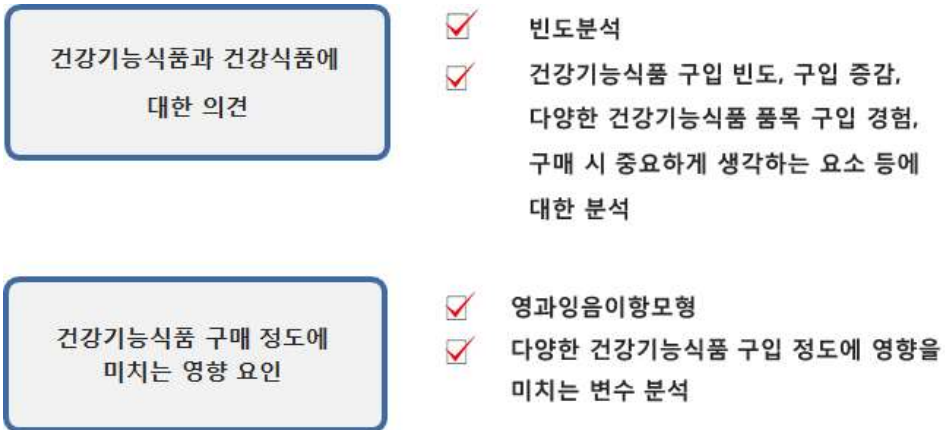 건강기능식품과 건강식품에
대한 의견
빈도분석
건강기능식품 구입 빈도, 구입 증감,
다양한 건강기능식품 품목 구입 경험,
구매 시 중요하게 생각하는 요소 등에
대한 분석
건강기능식품 구매 정도에
미치는 영향 요인
영과잉음이항모형
다양한 건강기능식품 구입 정도에 영향을
미치는 변수 분석